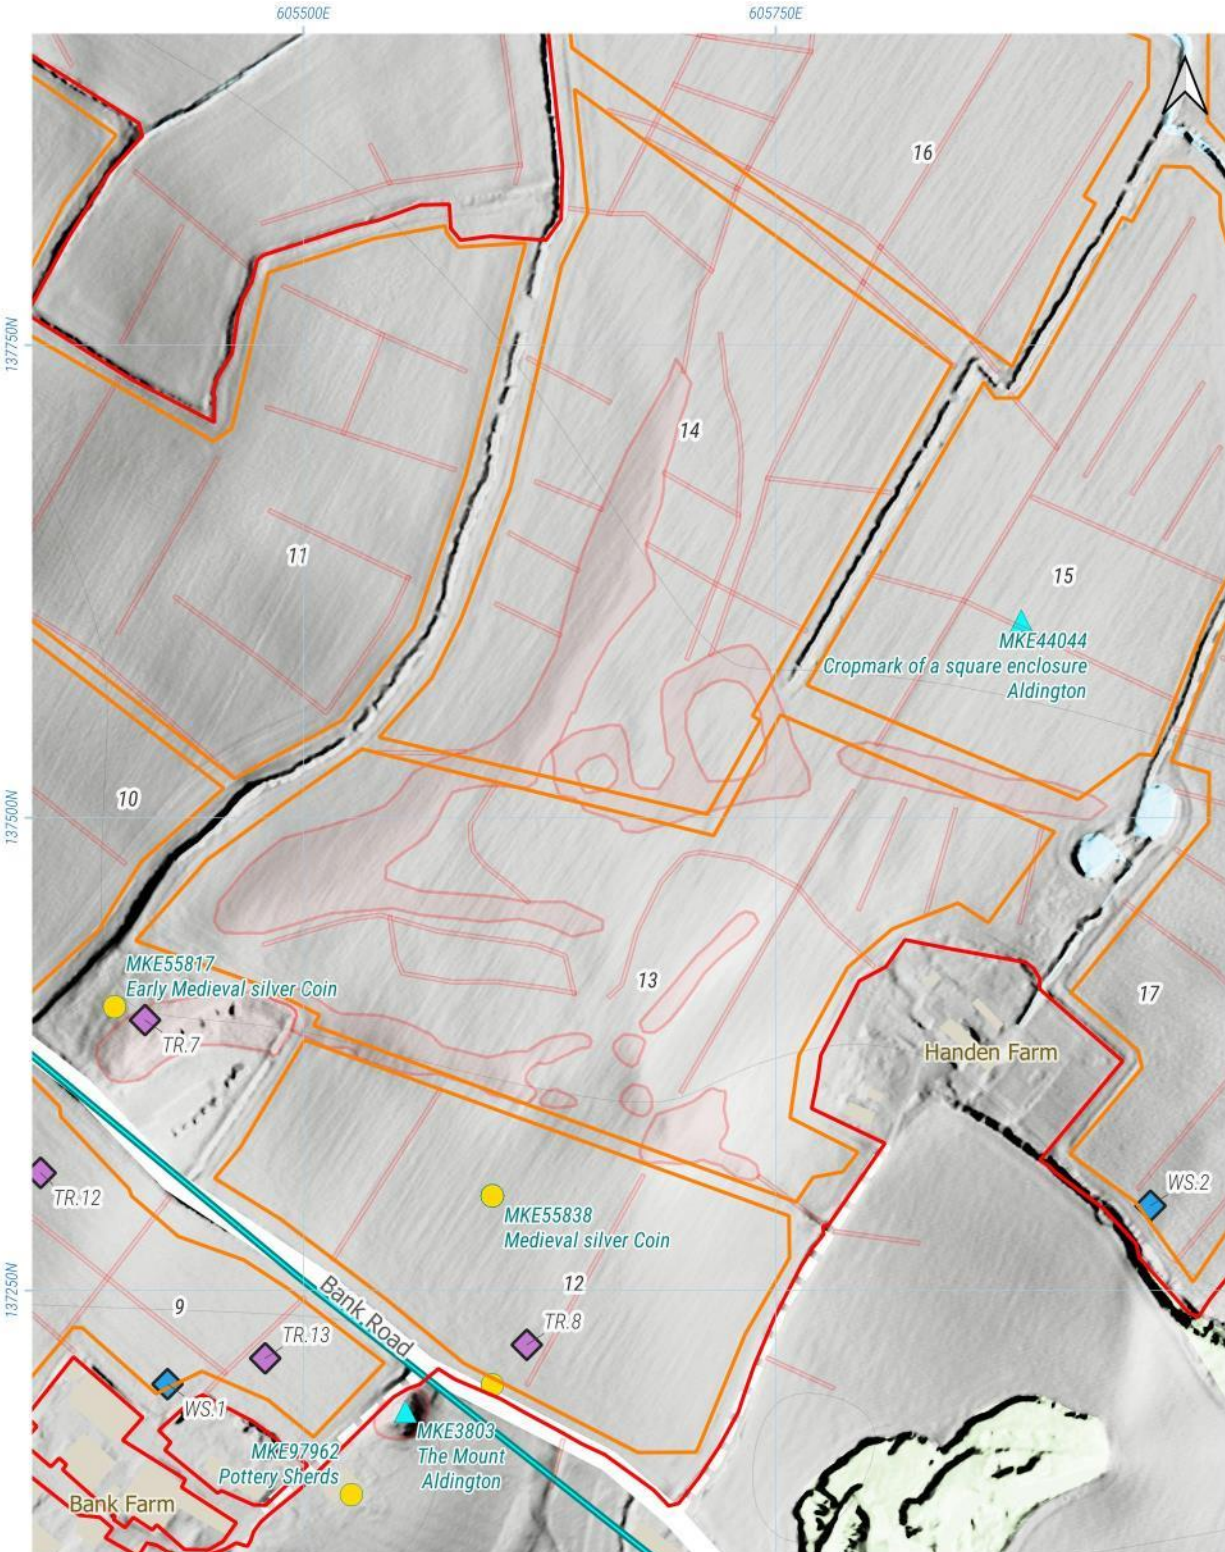 605500E
605750E
16
137750N
14
11
15
MKE44044
Cropmark of a square enclosure
Aldington
10
137500N
MKE55817
Early Medieval silver Coin
13
17
TR.7
Handen Farm
TR.12
WS.2
MKE55838
Medieval silver Coin
137250N
12
9
Bank Road
TR.8
TR.13
WS.1
MKE3803
The Mount
Aldington
MKE97962
Pottery Sherds
Bank Farm